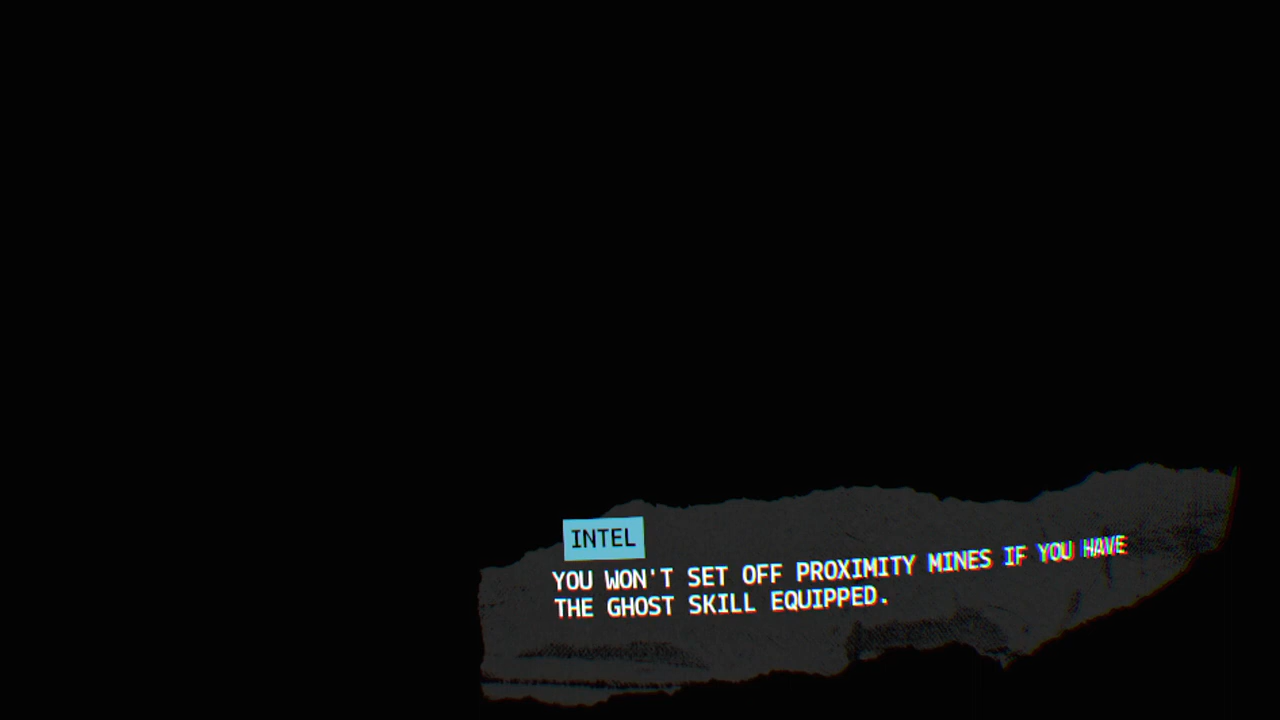 INTEL
YOU WON'T SET OFF PROXIMITY MINES IF YOU HAVE
THE GHOST SKILL EQUIPPED.